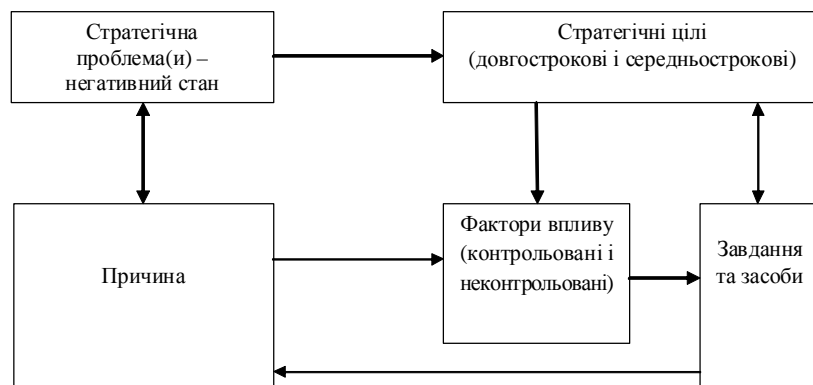 Стратегічна
проблема(и) –
негативний стан
Стратегічні цілі
(довгострокові і середньострокові)
Причина
Фактори впливу
(контрольовані і
неконтрольовані)
Завдання
та засоби